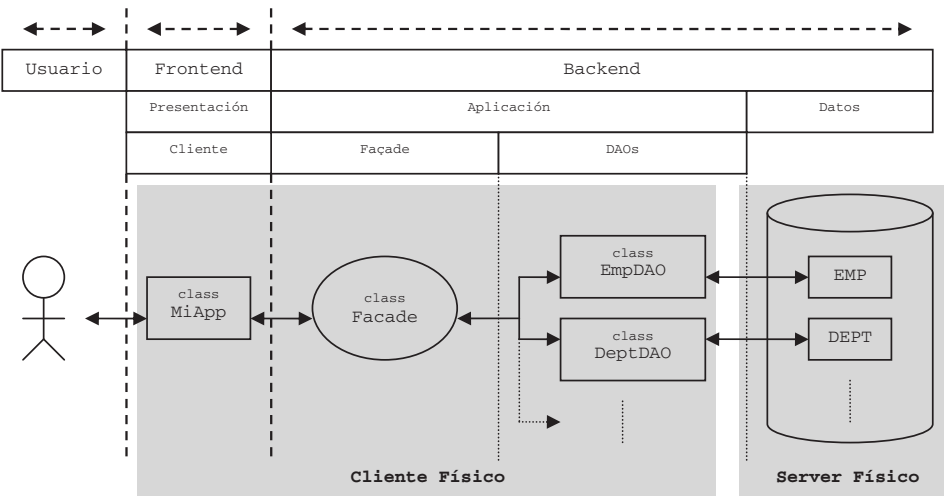 Usuario
Frontend
Backend
Presentación
Aplicación
Datos
Cliente
Façade
DAOs
class
EmpDAO
EMP
class
MiApp
class
Facade
class
DeptDAO
DEPT
Cliente Físico
Server Físico